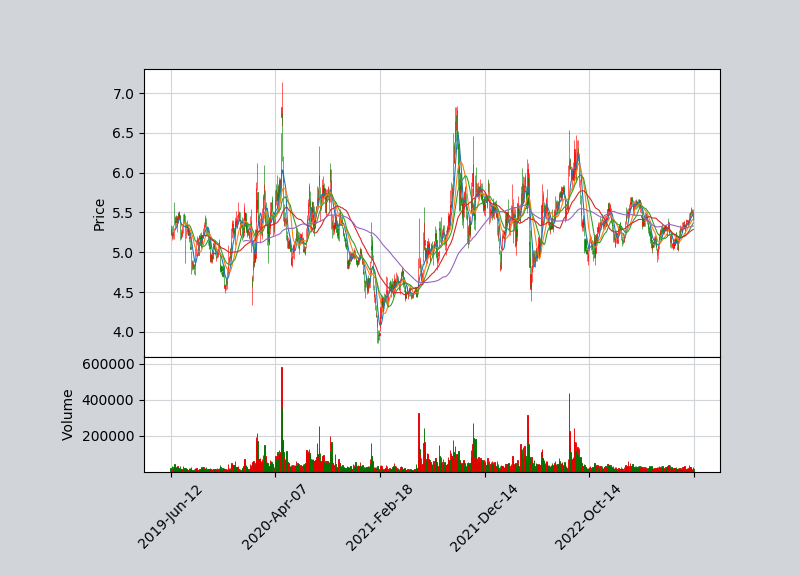 Price
7.0
6.5
6.0
5.5
5.0
4.5
4.0
Volume
600000
400000
200000
2019-Jun-12
2020-Apr-07
2021-Feb-18
2021-Dec-14
2022-Oct-14